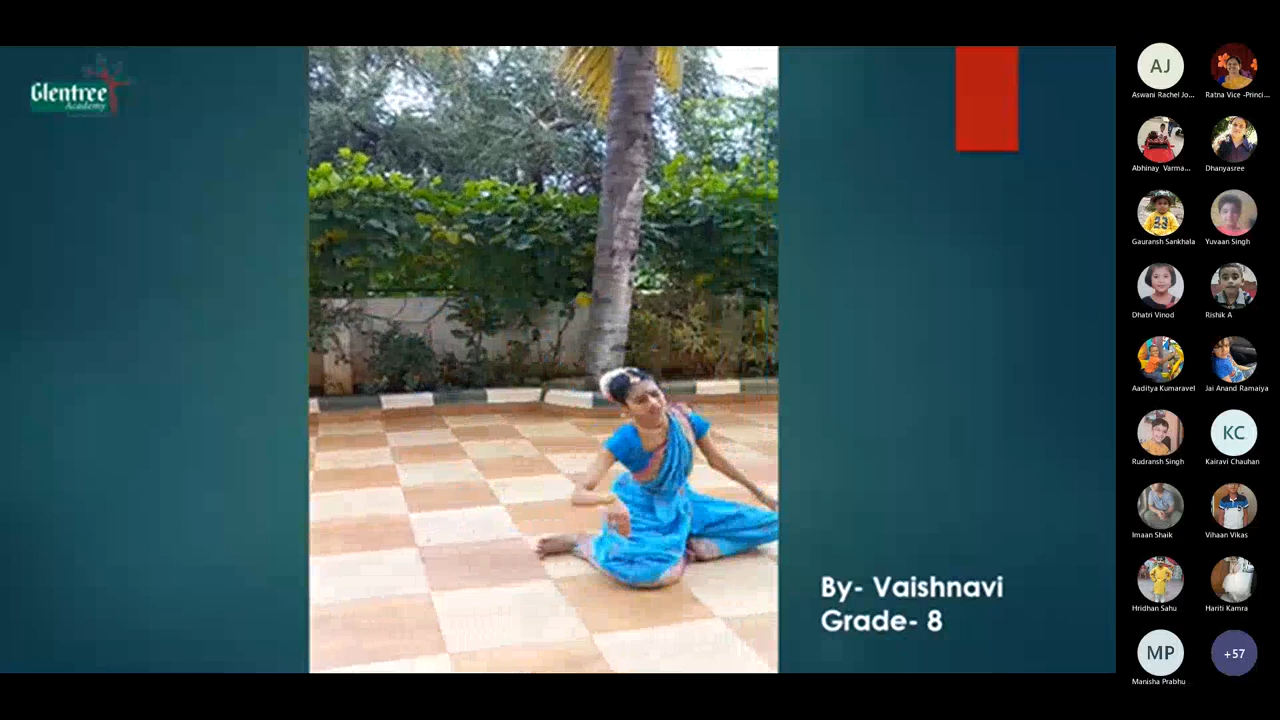 Glentree
Academy
By- Vaishnavi
Grade- 8
AJ
Aswani Rachel Jo...
Ratna Vice -Princi...
Abhinay Varma...
Dhanyasree
Gauransh Sankhala
Yuvaan Singh
Dhatri Vinod
Rishik A
Aaditya Kumaravel
Jai Anand Ramaiya
Rudransh Singh
KC
Kairavi Chauhan
Imaan Shaik
Vihaan Vikas
Hridhan Sahu
Hariti Kamra
MP
Manisha Prabhu
+57